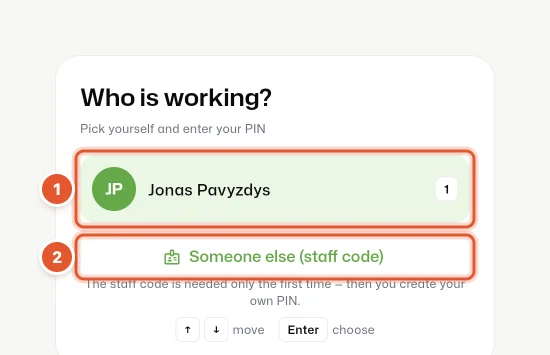 Who is working?
Pick yourself and enter your PIN
1 JP Jonas Pavyzdys 1
2 Someone else (staff code)
The staff code is needed only the first time – then you create your
own PIN.
↑ ↓ move Enter choose